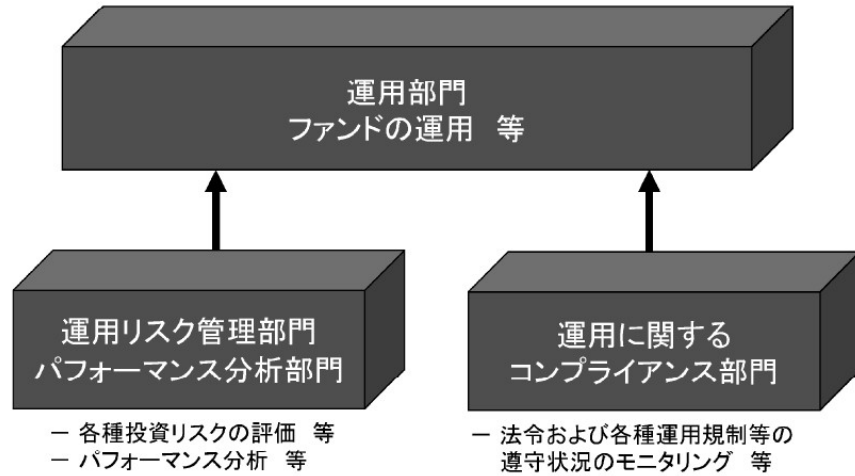 運用部門
ファンドの運用 等
運用リスク管理部門
パフォーマンス分析部門
運用に関する
コンプライアンス部門
－ 各種投資リスクの評価 等
－ パフォーマンス分析 等
－ 法令および各種運用規制等の
遵守状況のモニタリング 等